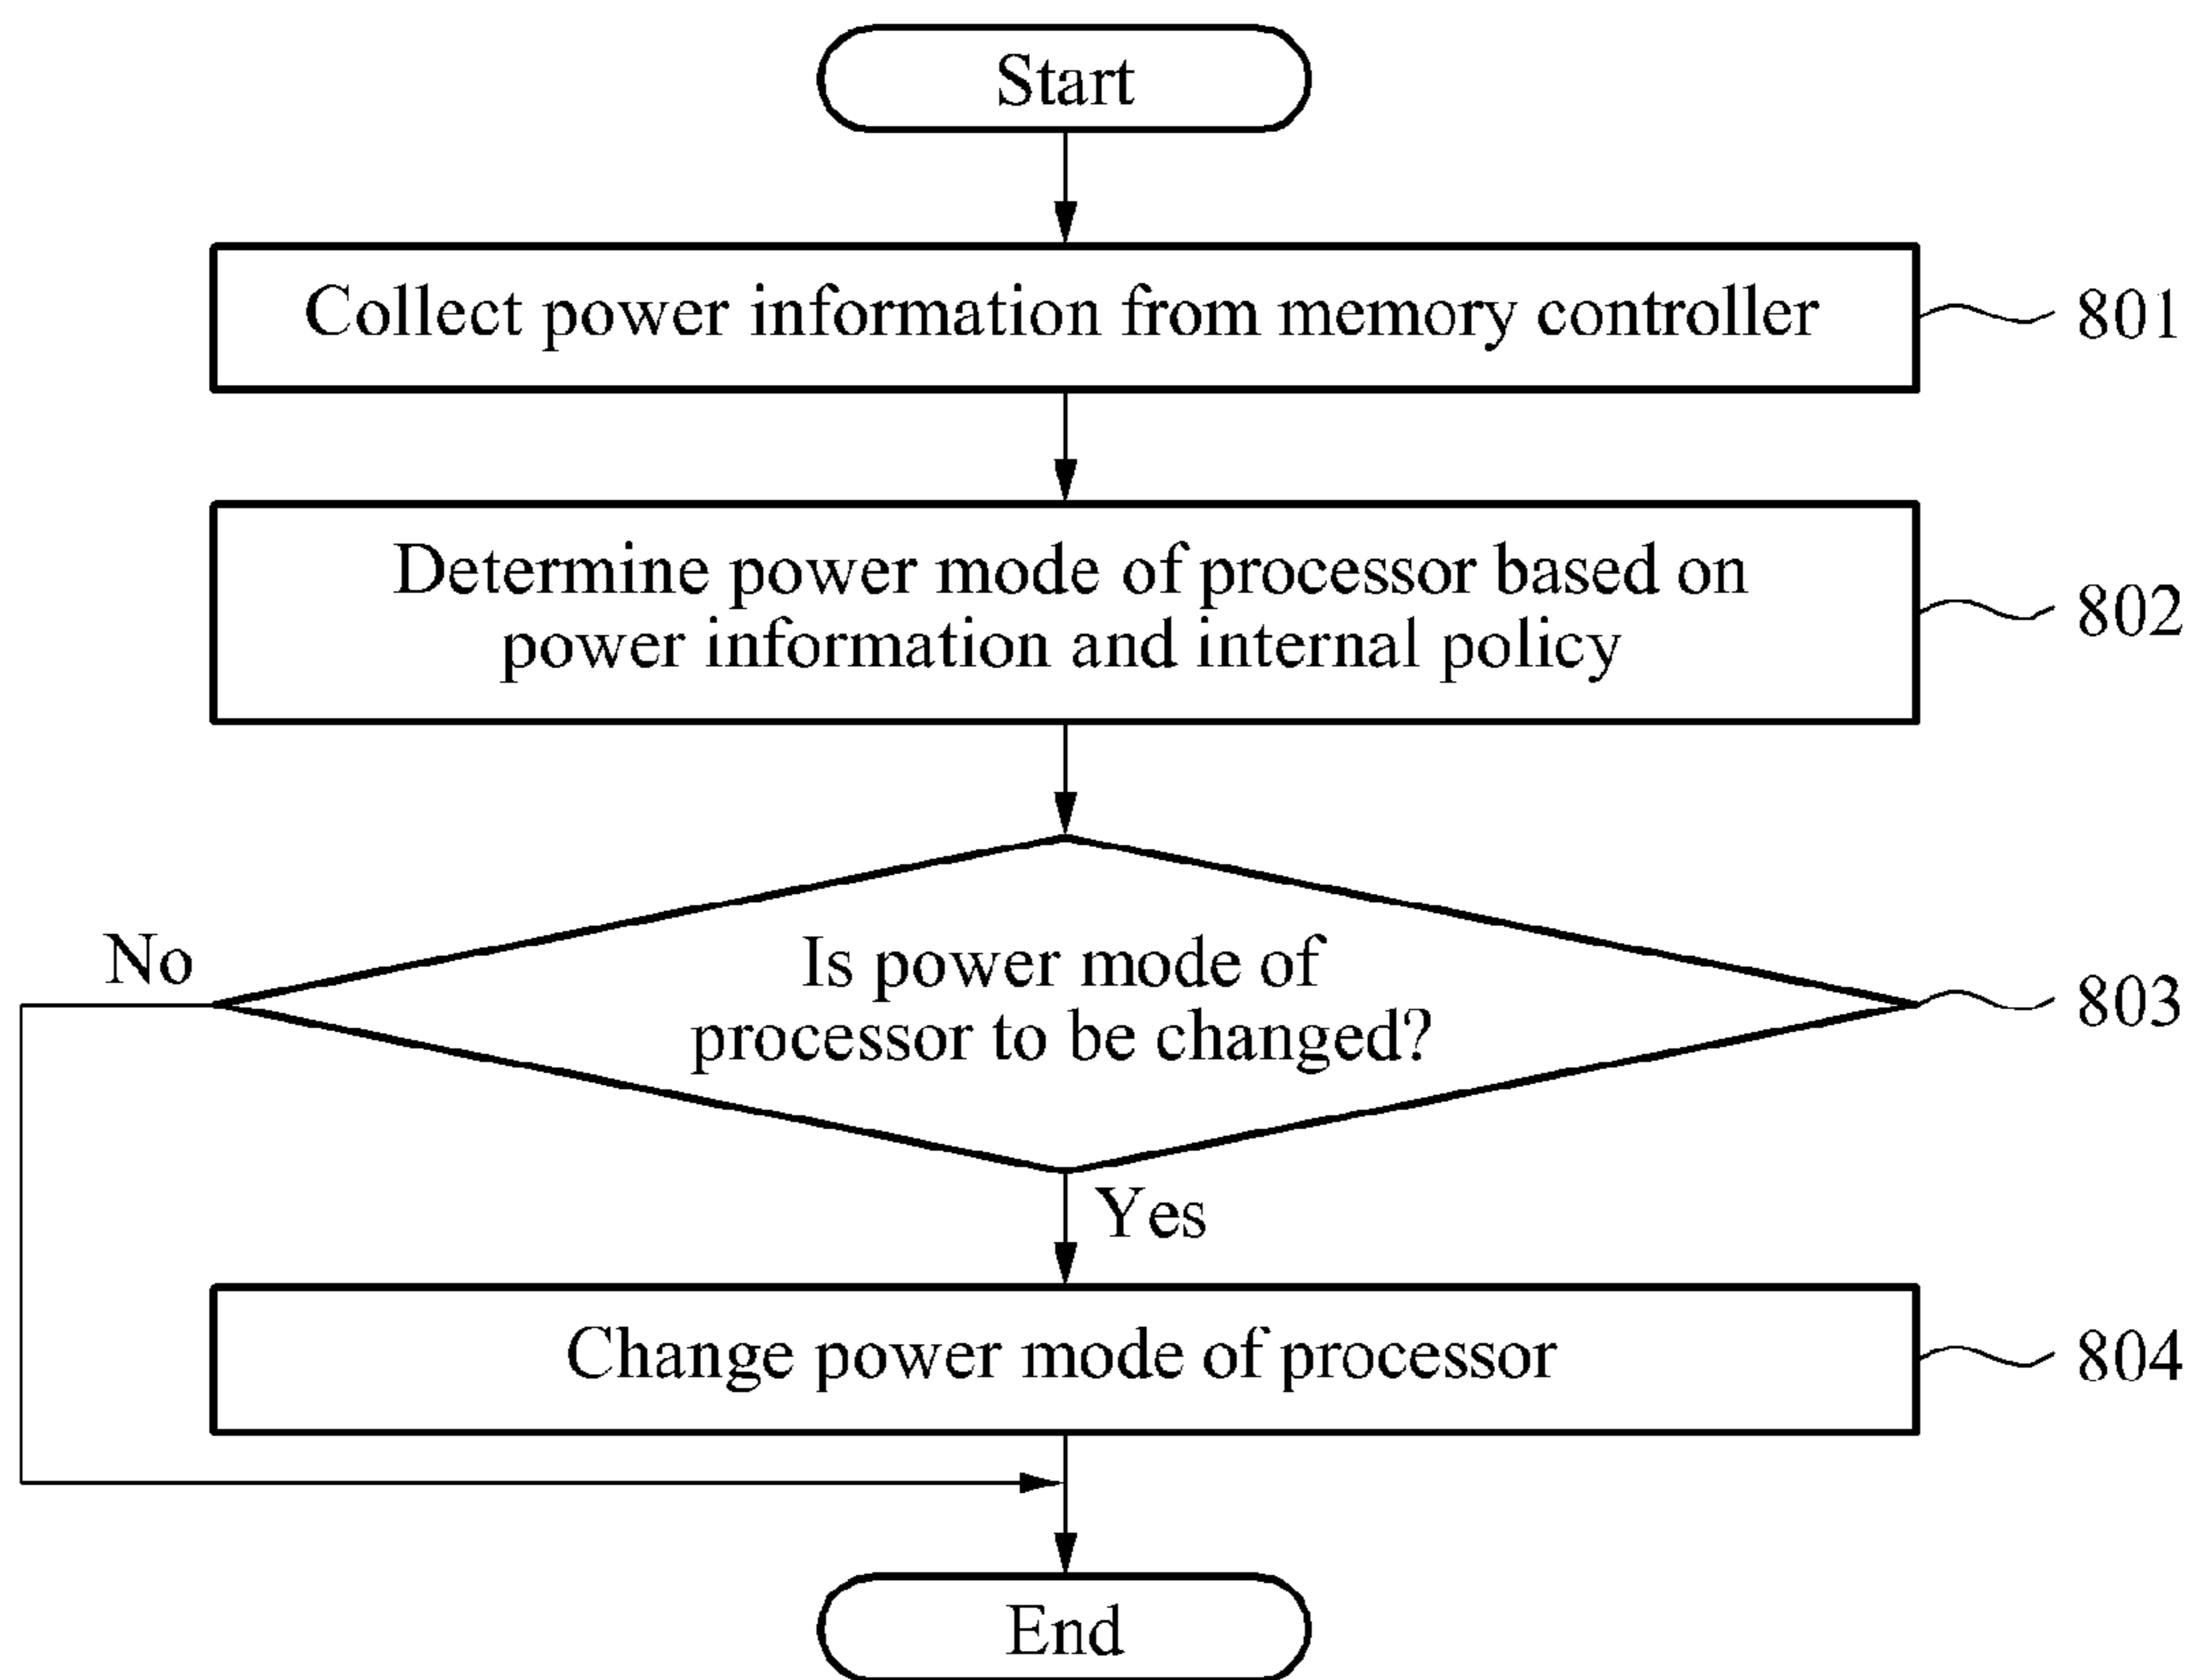 Start
Collect power information from memory controller
801
Determine power mode of processor based on
power information and internal policy
802
No
Is power mode of
processor to be changed?
803
Yes
Change power mode of processor
804
End